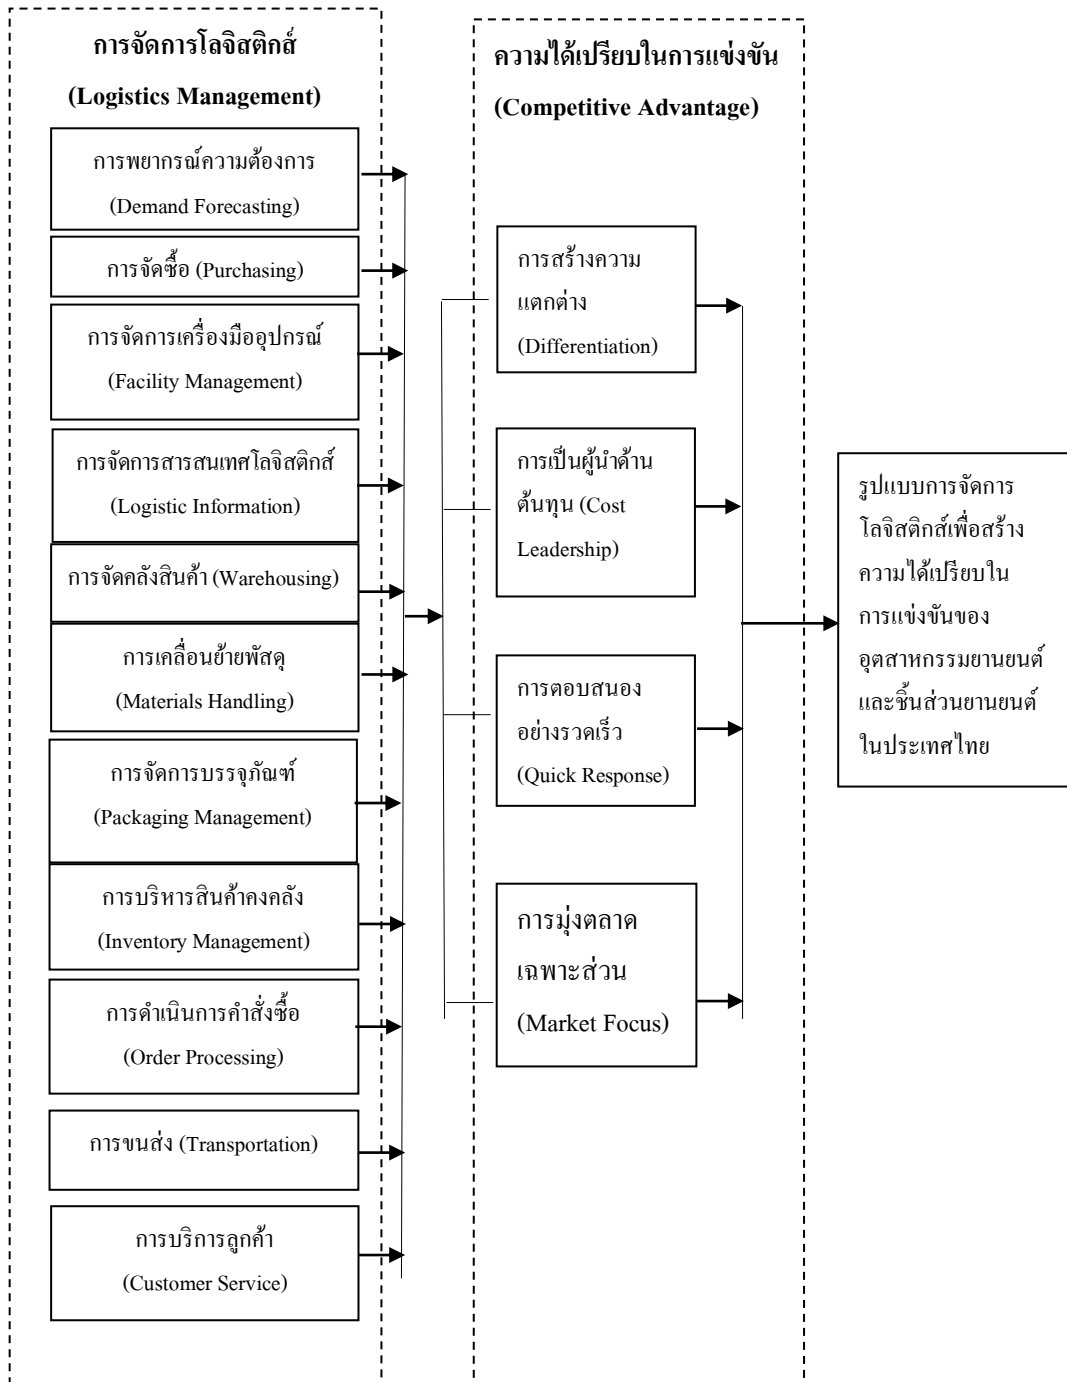 การจัดการโลจิสติกส์
(Logistics Management)
การพยากรณ์ความต้องการ
(Demand Forecasting)
การจัดซื้อ (Purchasing)
การจัดการเครื่องมืออุปกรณ์
(Facility Management)
การจัดการสารสนเทศโลจิสติกส์
(Logistic Information)
การจัดคลังสินค้า (Warehousing)
การเคลื่อนย้ายพัสดุ
(Materials Handling)
การจัดการบรรจุภัณฑ์
(Packaging Management)
การบริหารสินค้าคงคลัง
(Inventory Management)
การดำเนินการคำสั่งซื้อ
(Order Processing)
การขนส่ง (Transportation)
การบริการลูกค้า
(Customer Service)
ความได้เปรียบในการแข่งขัน
(Competitive Advantage)
การสร้างความ
แตกต่าง
(Differentiation)
การเป็นผู้นำด้าน
ต้นทุน (Cost
Leadership)
การตอบสนอง
อย่างรวดเร็ว
(Quick Response)
การมุ่งตลาด
เฉพาะส่วน
(Market Focus)
รูปแบบการจัดการ
โลจิสติกส์เพื่อสร้าง
ความได้เปรียบใน
การแข่งขันของ
อุตสาหกรรมยานยนต์
และชิ้นส่วนยานยนต์
ในประเทศไทย